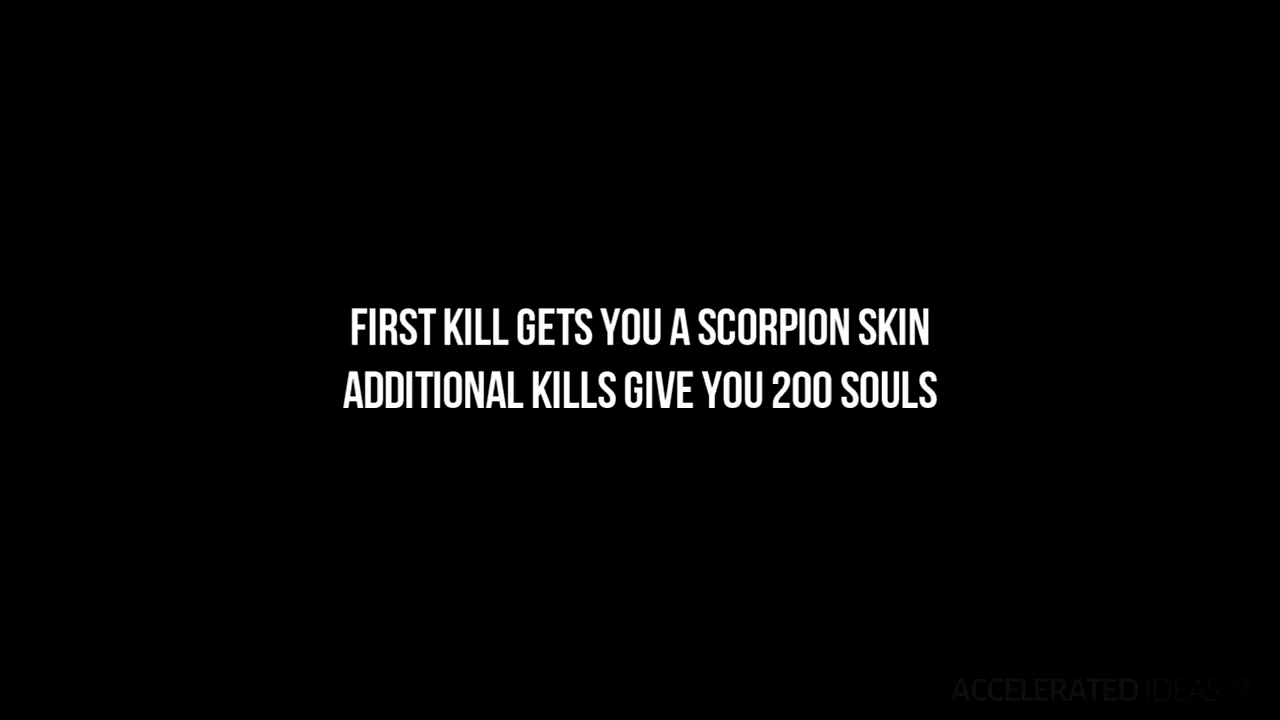 FIRST KILL GETS YOU A SCORPION SKIN
ADDITIONAL KILLS GIVE YOU 200 SOULS
ACCELERATED IDEAS